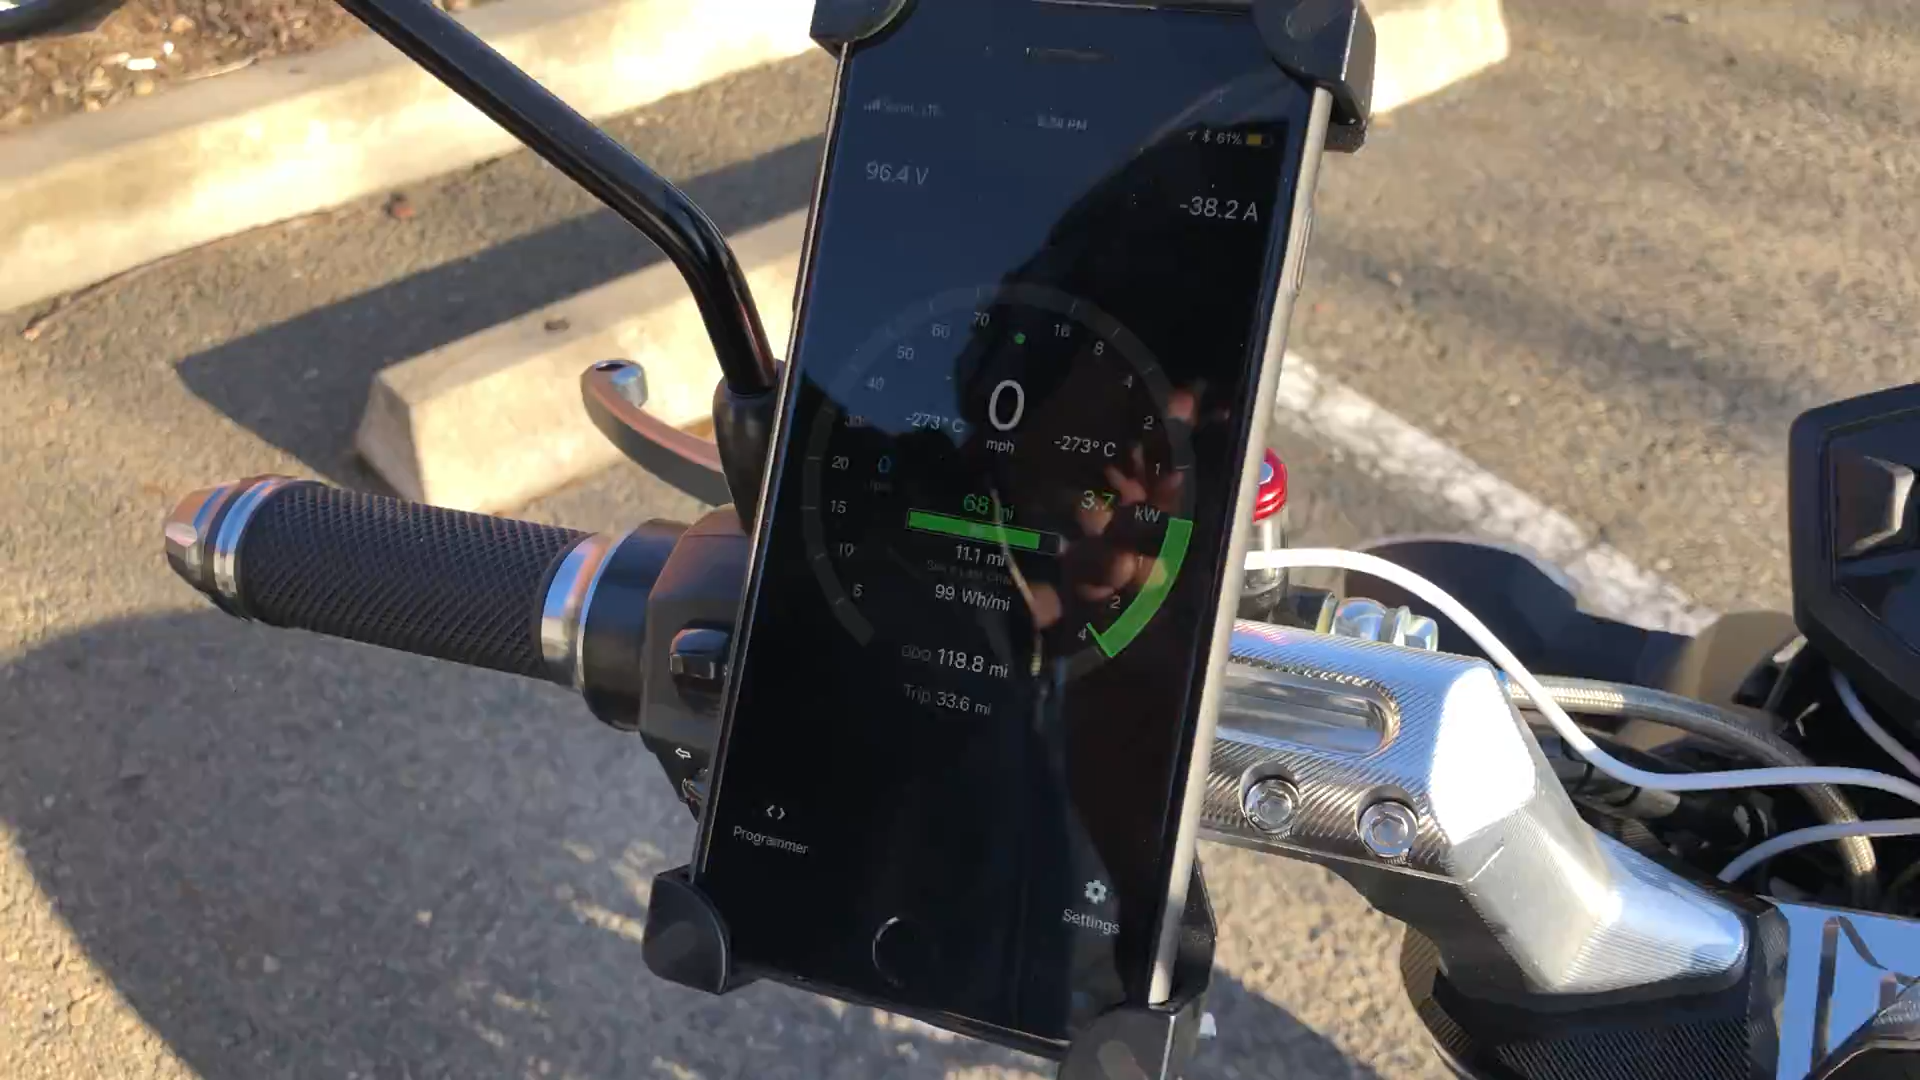 61%
96.4 V
-38.2 A
70
60
16
50
8
40
4
0
30
-273° C
2
mph
-273° C
20
0
1
68 mi
3.7 kW
15
11.1 mi
10
99 Wh/mi
5
2
4
ODO 118.8 mi
Trip 33.6 mi
Programmer
Settings